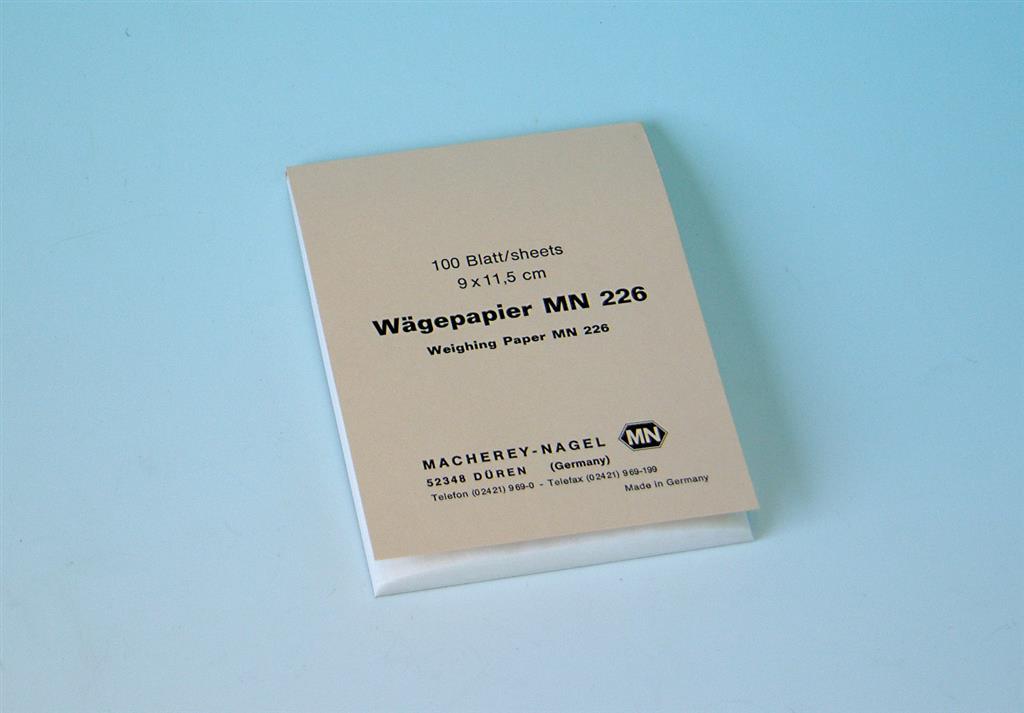 100 Blatt/sheets
9 x 11,5 cm
Wägepapier MN 226
Weighing Paper MN 226
MACHEREY-NAGEL MN
52348 DÜREN (Germany)
Telefon (02421) 969-0 - Telefax (02421) 969-199
Made in Germany